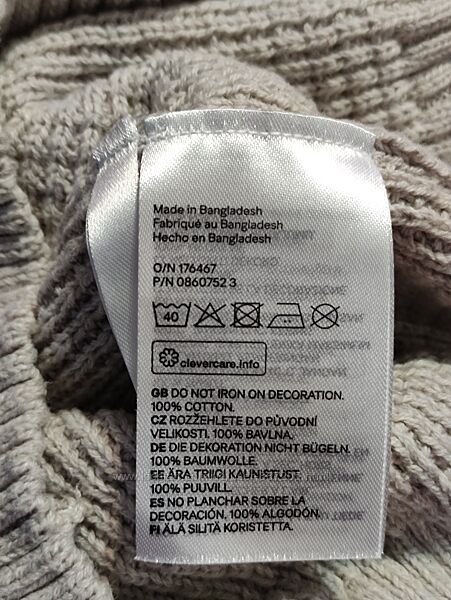 Made in Bangladesh
Fabriqué au Bangladesh
Hecho en Bangladesh
O/N 176467
P/N 0860752 3
40
clevercare.info
GB DO NOT IRON ON DECORATION.
100% COTTON.
CZ ROZŽEHLETE DO PŮVODNÍ
VELIKOSTI. 100% BAVLNA.
DE DIE DEKORATION NICHT BÜGELN.
100% BAUMWOLLE.
EE ÄRA TRIIGI KAUNISTUST.
100% PUUVILL.
ES NO PLANCHAR SOBRE LA
DECORACIÓN. 100% ALGODÓN.
FI ÄLÄ SILITÄ KORISTETTA.